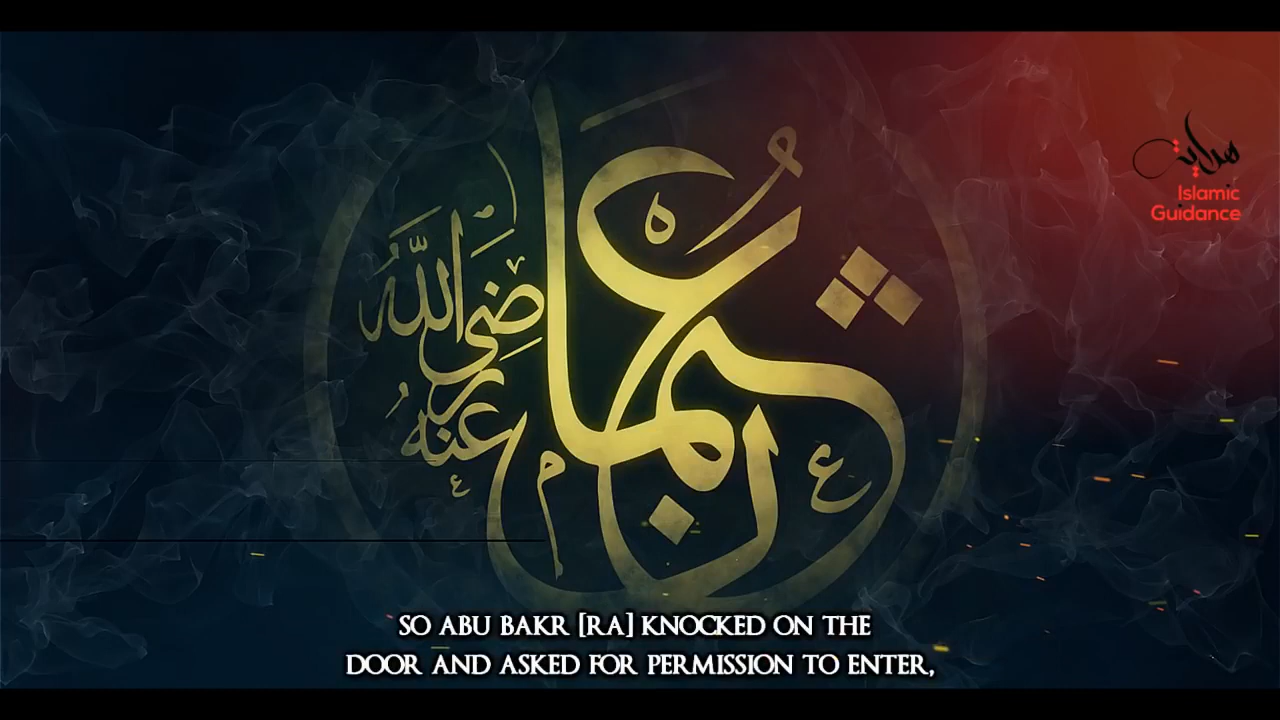 عثمان
رضي الله
عنه
هداية
Islamic
Guidance
SO ABU BAKR [RA] KNOCKED ON THE
DOOR AND ASKED FOR PERMISSION TO ENTER,